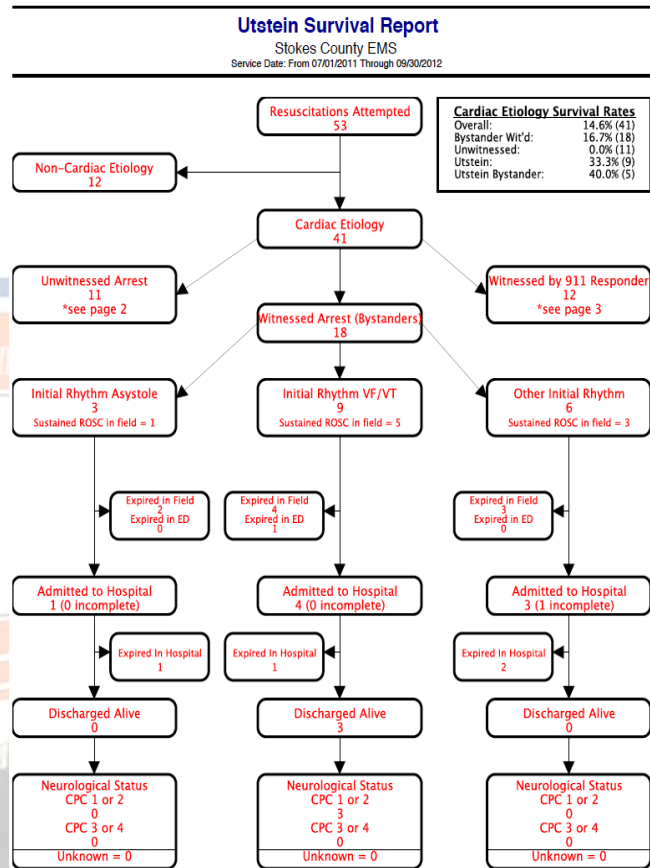 Utstein Survival Report
Stokes County EMS
Service Date: From 07/01/2011 Through 09/30/2012
Resuscitations Attempted
53
Cardiac Etiology Survival Rates
Overall: 14.6% (41)
Bystander Wit'd: 16.7% (18)
Unwitnessed: 0.0% (11)
Utstein: 33.3% (9)
Utstein Bystander: 40.0% (5)
Non-Cardiac Etiology
12
Cardiac Etiology
41
Unwitnessed Arrest
11
*see page 2
Witnessed by 911 Responder
12
*see page 3
Witnessed Arrest (Bystanders)
18
Initial Rhythm Asystole
3
Sustained ROSC in field = 1
Initial Rhythm VF/VT
9
Sustained ROSC in field = 5
Other Initial Rhythm
6
Sustained ROSC in field = 3
Expired in Field
2
Expired in ED
0
Expired in Field
4
Expired in ED
1
Expired in Field
3
Expired in ED
0
Admitted to Hospital
1 (0 incomplete)
Admitted to Hospital
4 (0 incomplete)
Admitted to Hospital
3 (1 incomplete)
Expired In Hospital
1
Expired In Hospital
1
Expired In Hospital
2
Discharged Alive
0
Discharged Alive
3
Discharged Alive
0
Neurological Status
CPC 1 or 2
0
CPC 3 or 4
0
Unknown = 0
Neurological Status
CPC 1 or 2
3
CPC 3 or 4
0
Unknown = 0
Neurological Status
CPC 1 or 2
0
CPC 3 or 4
0
Unknown = 0